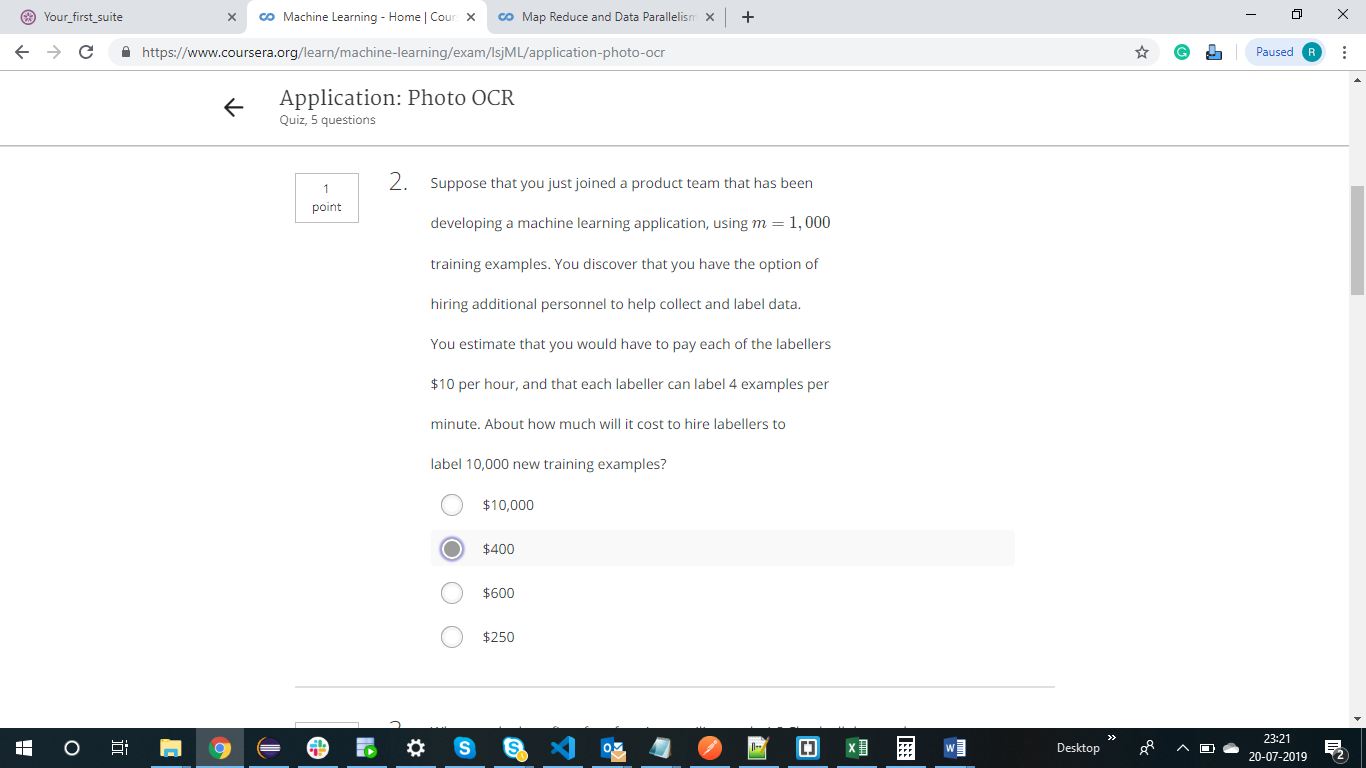 Your_first_suite
Machine Learning - Home | Cour
Map Reduce and Data Parallelism
https://www.coursera.org/learn/machine-learning/exam/IsjML/application-photo-ocr
Paused R
Application: Photo OCR
Quiz, 5 questions
1
point
2.
Suppose that you just joined a product team that has been
developing a machine learning application, using m = 1,000
training examples. You discover that you have the option of
hiring additional personnel to help collect and label data.
You estimate that you would have to pay each of the labellers
$10 per hour, and that each labeller can label 4 examples per
minute. About how much will it cost to hire labellers to
label 10,000 new training examples?
$10,000
$400
$600
$250
Desktop
23:21
20-07-2019
2